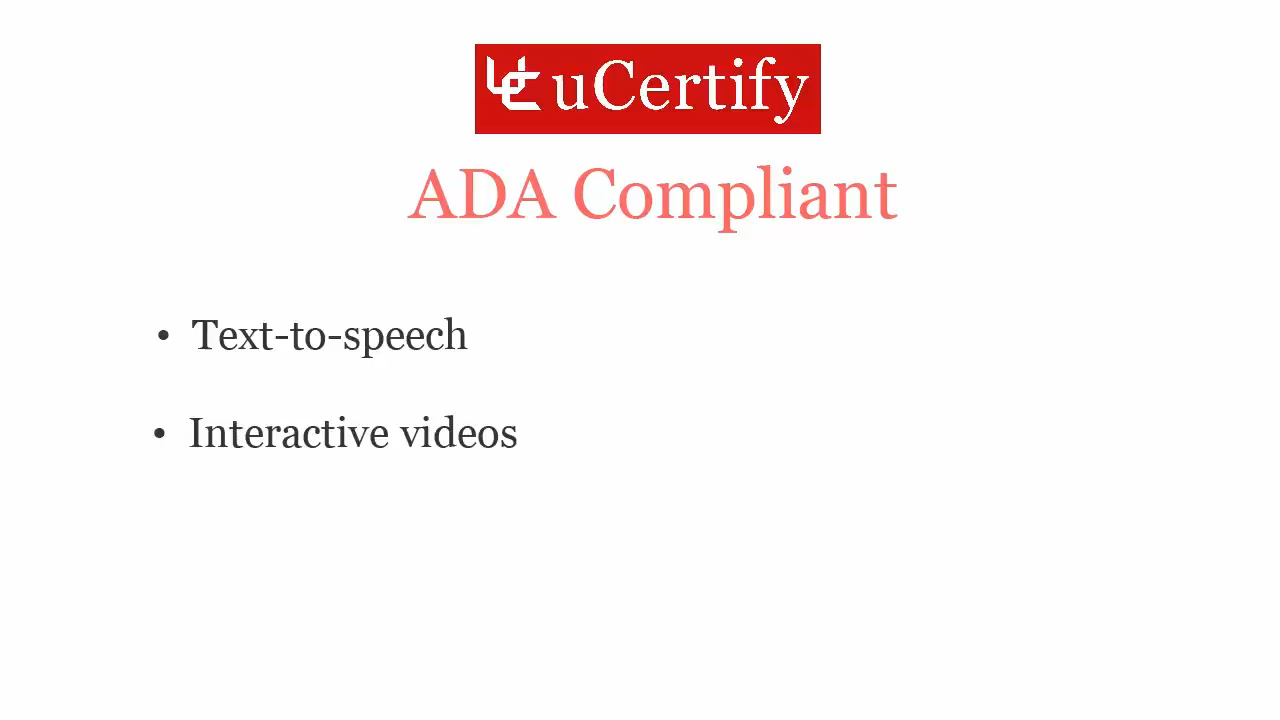 uCertify
ADA Compliant
• Text-to-speech
• Interactive videos